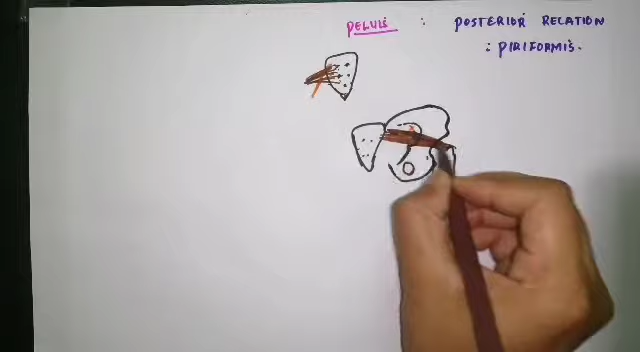 PELVIS : POSTERIOR RELATION
: PIRIFORMIS.